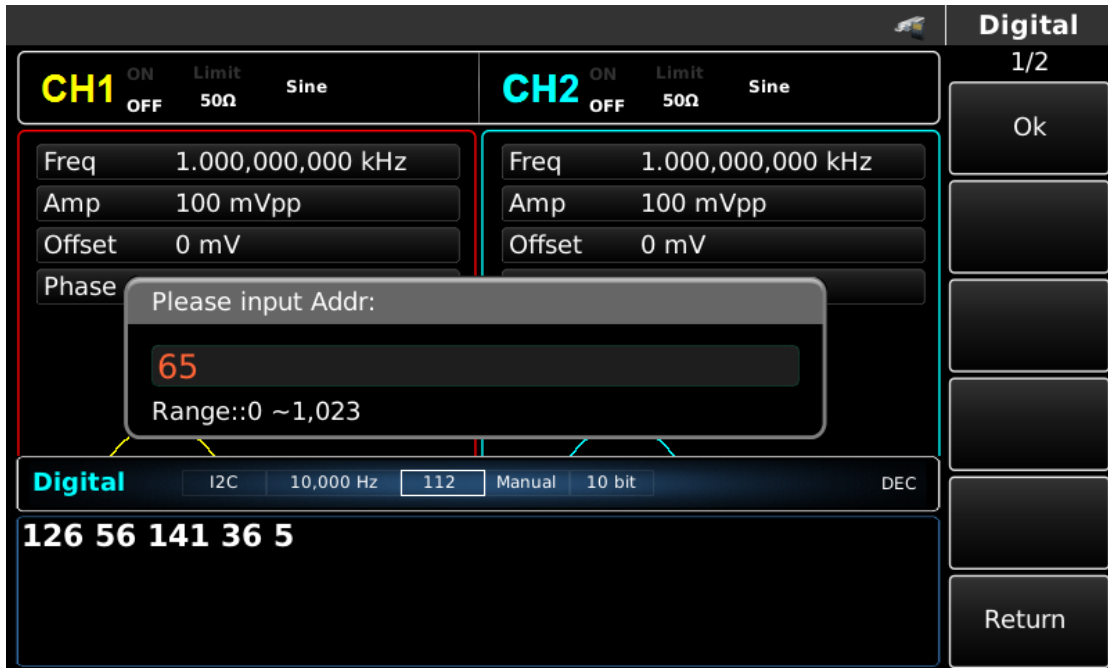 Digital
1/2
CH1 ON OFF Limit 50Ω Sine
CH2 ON OFF Limit 50Ω Sine
Ok
Freq 1.000,000,000 kHz
Amp 100 mVpp
Offset 0 mV
Phase
Freq 1.000,000,000 kHz
Amp 100 mVpp
Offset 0 mV
Please input Addr:
65
Range::0 ~1,023
Digital I2C 10,000 Hz 112 Manual 10 bit DEC
126 56 141 36 5
Return